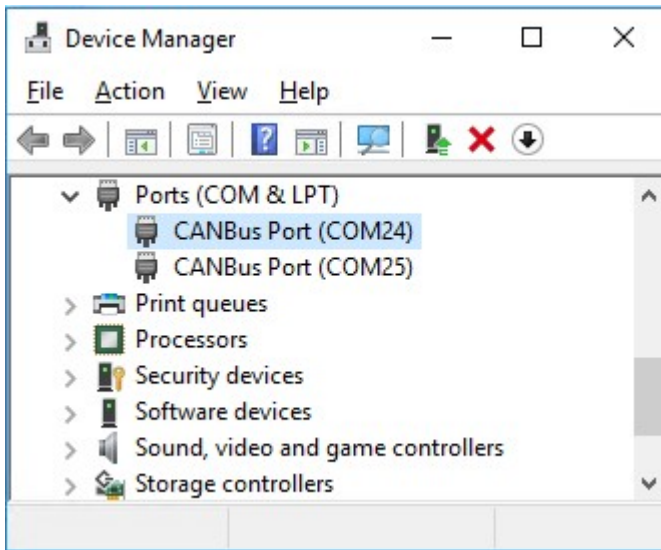 Device Manager
File Action View Help
Ports (COM & LPT)
CANBus Port (COM24)
CANBus Port (COM25)
Print queues
Processors
Security devices
Software devices
Sound, video and game controllers
Storage controllers